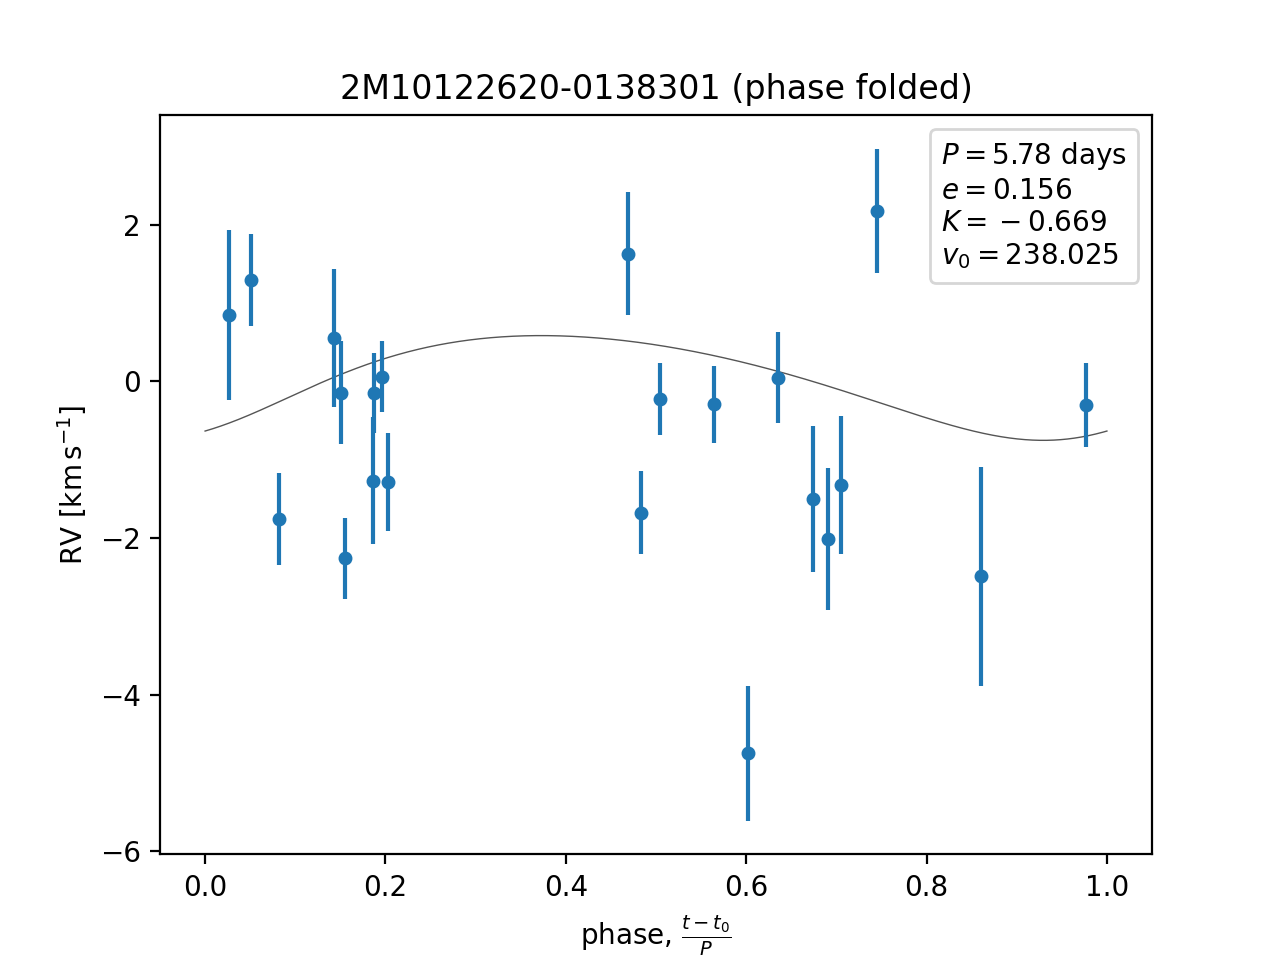 2M10122620-0138301 (phase folded)
P = 5.78 days
e = 0.156
K = − 0.669
v₀ = 238.025
RV [km s⁻¹]
2
0
−2
−4
−6
0.0 0.2 0.4 0.6 0.8 1.0
phase, (t − t₀)/P